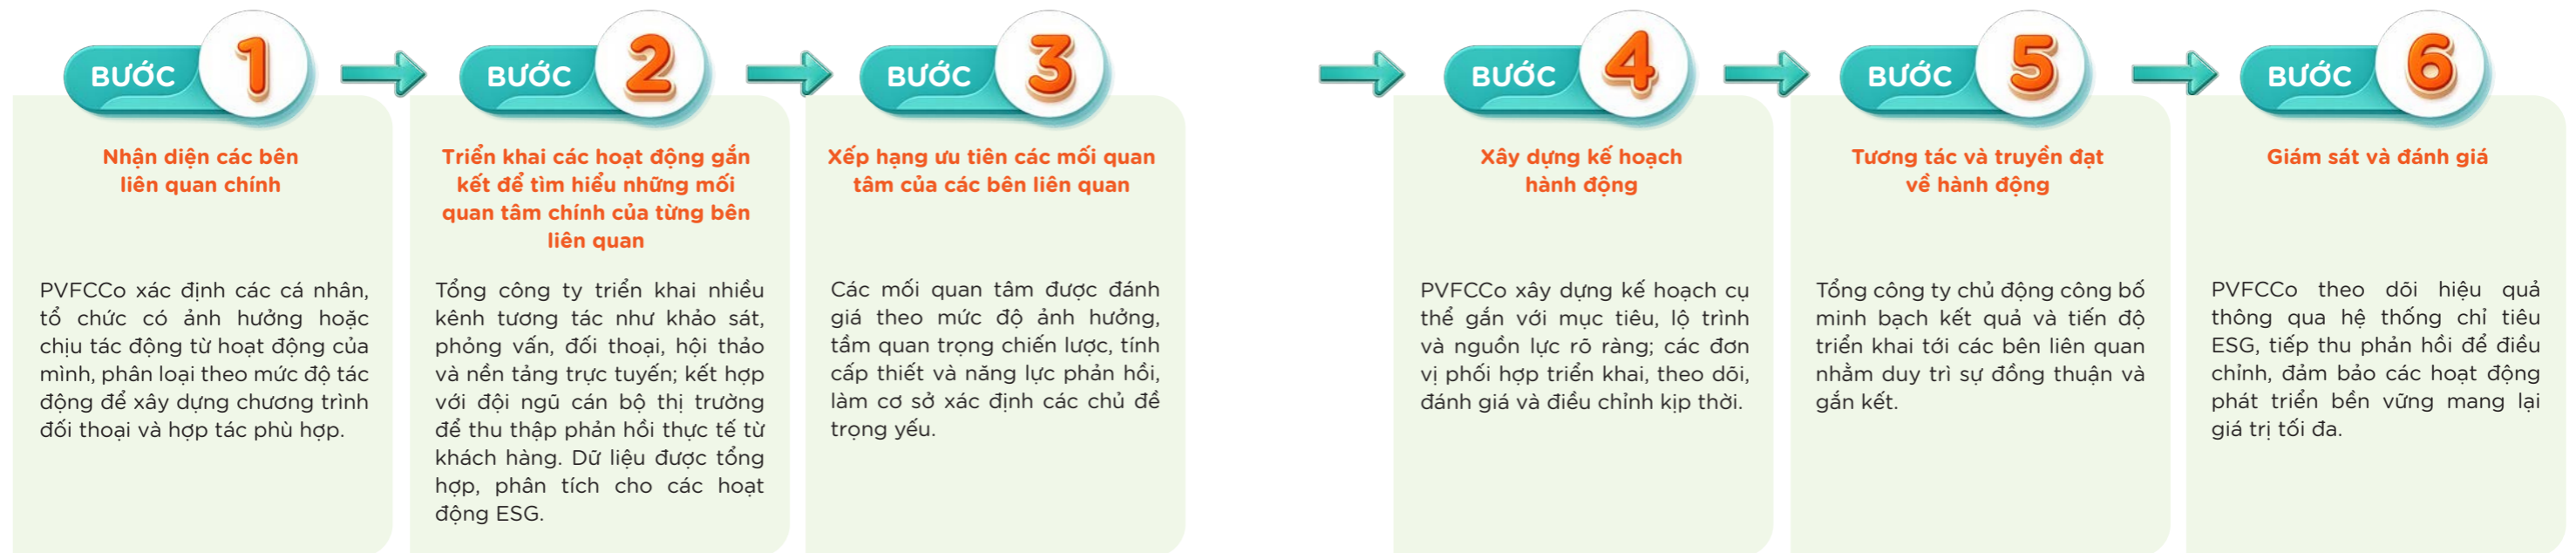 BƯỚC 1
Nhận diện các bên
liên quan chính
PVFCCo xác định các cá nhân,
tổ chức có ảnh hưởng hoặc
chịu tác động từ hoạt động của
mình, phân loại theo mức độ tác
động để xây dựng chương trình
đối thoại và hợp tác phù hợp.
BƯỚC 2
Triển khai các hoạt động gắn
kết để tìm hiểu những mối
quan tâm chính của từng bên
liên quan
Tổng công ty triển khai nhiều
kênh tương tác như khảo sát,
phỏng vấn, đối thoại, hội thảo
và nền tảng trực tuyến; kết hợp
với đội ngũ cán bộ thị trường
để thu thập phản hồi thực tế từ
khách hàng. Dữ liệu được tổng
hợp, phân tích cho các hoạt
động ESG.
BƯỚC 3
Xếp hạng ưu tiên các mối quan
tâm của các bên liên quan
Các mối quan tâm được đánh
giá theo mức độ ảnh hưởng,
tầm quan trọng chiến lược, tính
cấp thiết và năng lực phản hồi,
làm cơ sở xác định các chủ đề
trọng yếu.
BƯỚC 4
Xây dựng kế hoạch
hành động
PVFCCo xây dựng kế hoạch cụ
thể gắn với mục tiêu, lộ trình
và nguồn lực rõ ràng; các đơn
vị phối hợp triển khai, theo dõi,
đánh giá và điều chỉnh kịp thời.
BƯỚC 5
Tương tác và truyền đạt
về hành động
Tổng công ty chủ động công bố
minh bạch kết quả và tiến độ
triển khai tới các bên liên quan
nhằm duy trì sự đồng thuận và
gắn kết.
BƯỚC 6
Giám sát và đánh giá
PVFCCo theo dõi hiệu quả
thông qua hệ thống chỉ tiêu
ESG, tiếp thu phản hồi để điều
chỉnh, đảm bảo các hoạt động
phát triển bền vững mang lại
giá trị tối đa.